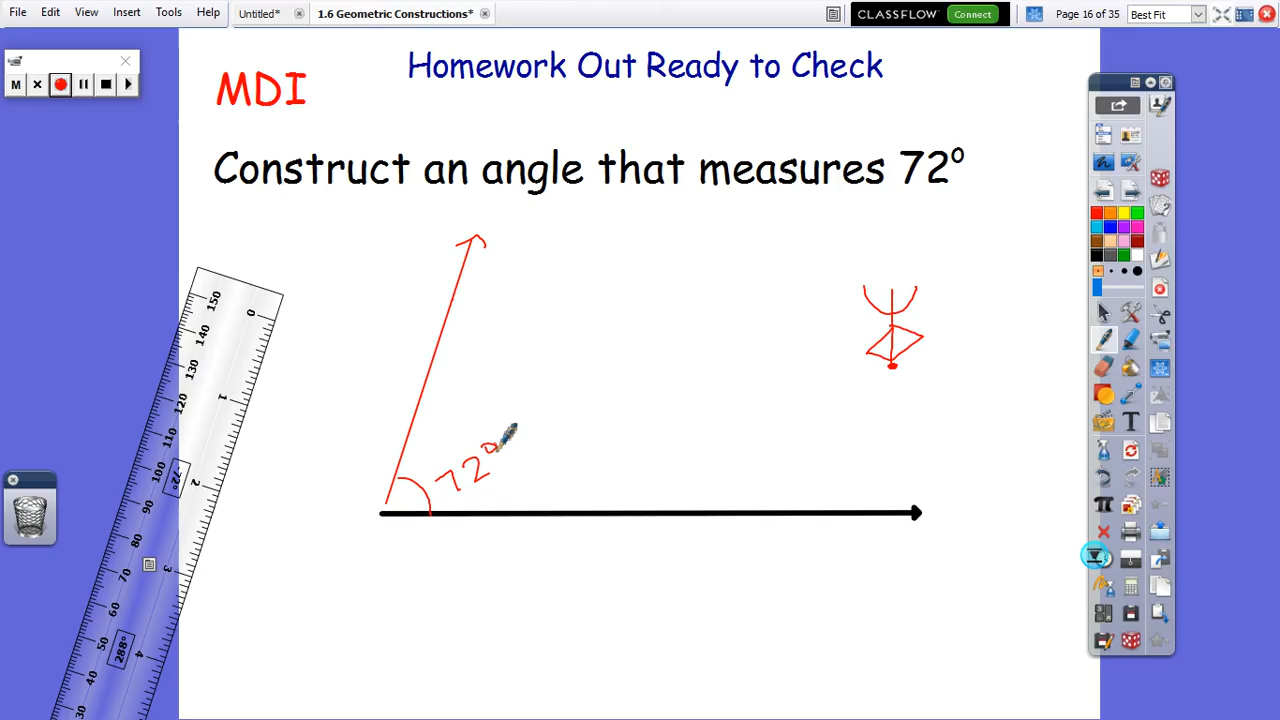 File Edit View Insert Tools Help
Untitled* 1.6 Geometric Constructions*
CLASSFLOW Connect
Page 16 of 35 Best Fit
M
Homework Out Ready to Check
MDI
Construct an angle that measures 72°
72°
150 140 130 120 110 100 90 80 70 60 50 40 30
0 1 2 3 4
-72°
288°
T